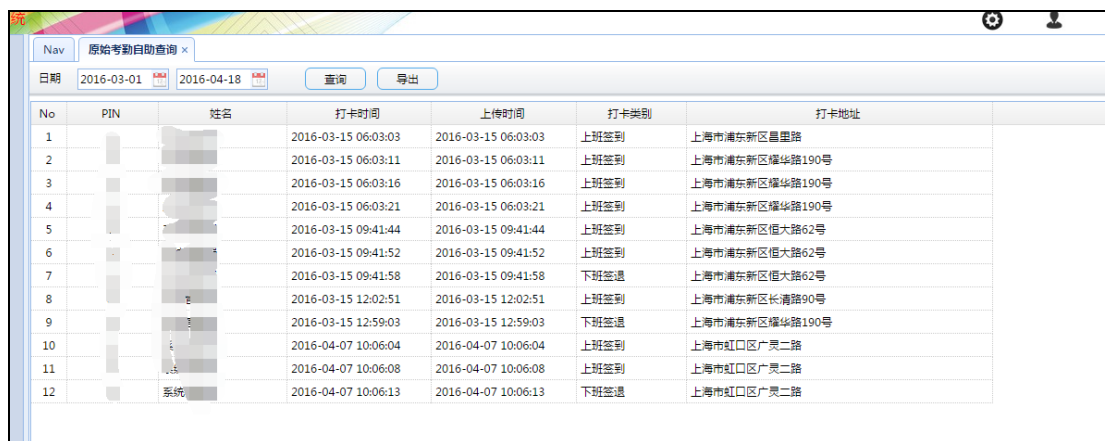 统
Nav 原始考勤自助查询 ×
日期 2016-03-01 2016-04-18 查询 导出
No PIN 姓名 打卡时间 上传时间 打卡类别 打卡地址
1 2016-03-15 06:03:03 2016-03-15 06:03:03 上班签到 上海市浦东新区昌里路
2 2016-03-15 06:03:11 2016-03-15 06:03:11 上班签到 上海市浦东新区耀华路190号
3 2016-03-15 06:03:16 2016-03-15 06:03:16 上班签到 上海市浦东新区耀华路190号
4 2016-03-15 06:03:21 2016-03-15 06:03:21 上班签到 上海市浦东新区耀华路190号
5 2016-03-15 09:41:44 2016-03-15 09:41:44 上班签到 上海市浦东新区恒大路62号
6 2016-03-15 09:41:52 2016-03-15 09:41:52 上班签到 上海市浦东新区恒大路62号
7 2016-03-15 09:41:58 2016-03-15 09:41:58 下班签退 上海市浦东新区恒大路62号
8 2016-03-15 12:02:51 2016-03-15 12:02:51 上班签到 上海市浦东新区长清路90号
9 2016-03-15 12:59:03 2016-03-15 12:59:03 下班签退 上海市浦东新区耀华路190号
10 2016-04-07 10:06:04 2016-04-07 10:06:04 上班签到 上海市虹口区广灵二路
11 2016-04-07 10:06:08 2016-04-07 10:06:08 上班签到 上海市虹口区广灵二路
12 系统 2016-04-07 10:06:13 2016-04-07 10:06:13 下班签退 上海市虹口区广灵二路